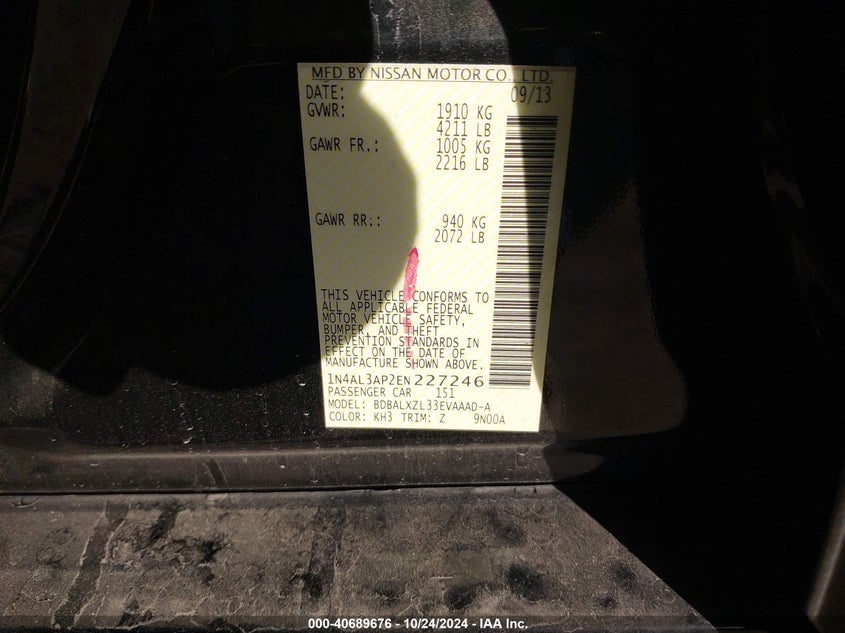 MFD BY NISSAN MOTOR CO., LTD.
DATE: 09/13
GVWR: 1910 KG
4211 LB
GAWR FR.: 1005 KG
2216 LB
GAWR RR.: 940 KG
2072 LB
THIS VEHICLE CONFORMS TO
ALL APPLICABLE FEDERAL
MOTOR VEHICLE SAFETY,
BUMPER, AND THEFT
PREVENTION STANDARDS IN
EFFECT ON THE DATE OF
MANUFACTURE SHOWN ABOVE.
1N4AL3AP2EN227246
PASSENGER CAR 151
MODEL: BDBALXZL33EVAAAD-A
COLOR: KH3 TRIM: Z 9N00A
000-40689676 - 10/24/2024 - IAA Inc.